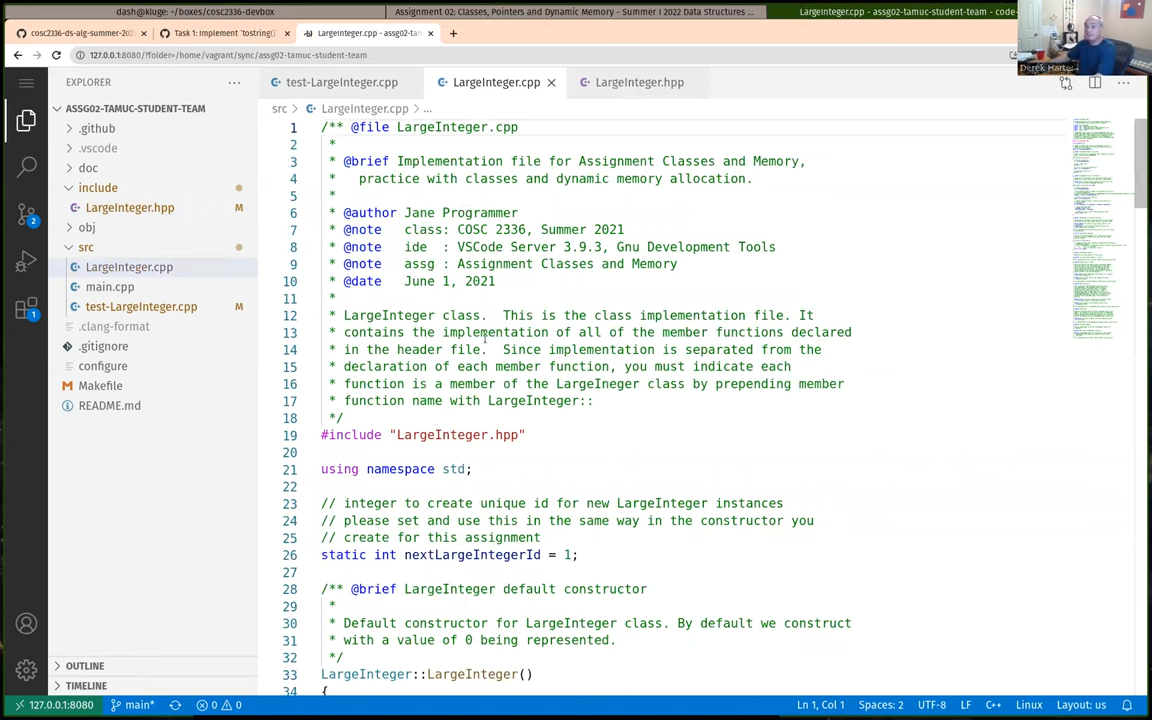 dash@kluge: ~/boxes/cosc2336-devbox
Assignment 02: Classes, Pointers and Dynamic Memory - Summer I 2022 Data Structures ...
LargeInteger.cpp - assg02-tamuc-student-team - code-
cosc2336-ds-alg-summer-202
Task 1: Implement `tostring()`
LargeInteger.cpp - assg02-tam
127.0.0.1:8080/?folder=/home/vagrant/sync/assg02-tamuc-student-team
Derek Harter
EXPLORER
test-LargeInteger.cpp
LargeInteger.cpp
LargeInteger.hpp
ASSG02-TAMUC-STUDENT-TEAM
src > LargeInteger.cpp > ...
.github
.vscode
doc
include
LargeInteger.hpp M
obj
src
LargeInteger.cpp
main.cpp
test-LargeInteger.cpp M
.clang-format
.gitignore
configure
Makefile
README.md
OUTLINE
TIMELINE
2
1
1 /** @file LargeInteger.cpp
2 *
3 * @brief Implementation file for Assignment Classes and Memory,
4 * practice with classes and dynamic memory allocation.
5 *
6 * @author Jane Programmer
7 * @note class: COSC 2336, Summer 2021
8 * @note ide : VSCode Server 3.9.3, Gnu Development Tools
9 * @note assg : Assignment Classes and Memory
10 * @date June 1, 2021
11 *
12 * LargeInteger class. This is the class implementation file. It
13 * contains the implementation of all of the member functions declared
14 * in the header file. Since implementation is separated from the
15 * declaration of each member function, you must indicate each
16 * function is a member of the LargeIneger class by prepending member
17 * function name with LargeInteger::
18 */
19 #include "LargeInteger.hpp"
20
21 using namespace std;
22
23 // integer to create unique id for new LargeInteger instances
24 // please set and use this in the same way in the constructor you
25 // create for this assignment
26 static int nextLargeIntegerId = 1;
27
28 /** @brief LargeInteger default constructor
29 *
30 * Default constructor for LargeInteger class. By default we construct
31 * with a value of 0 being represented.
32 */
33 LargeInteger::LargeInteger()
34 {
127.0.0.1:8080 main* 0 0 Ln 1, Col 1 Spaces: 2 UTF-8 LF C++ Linux Layout: us